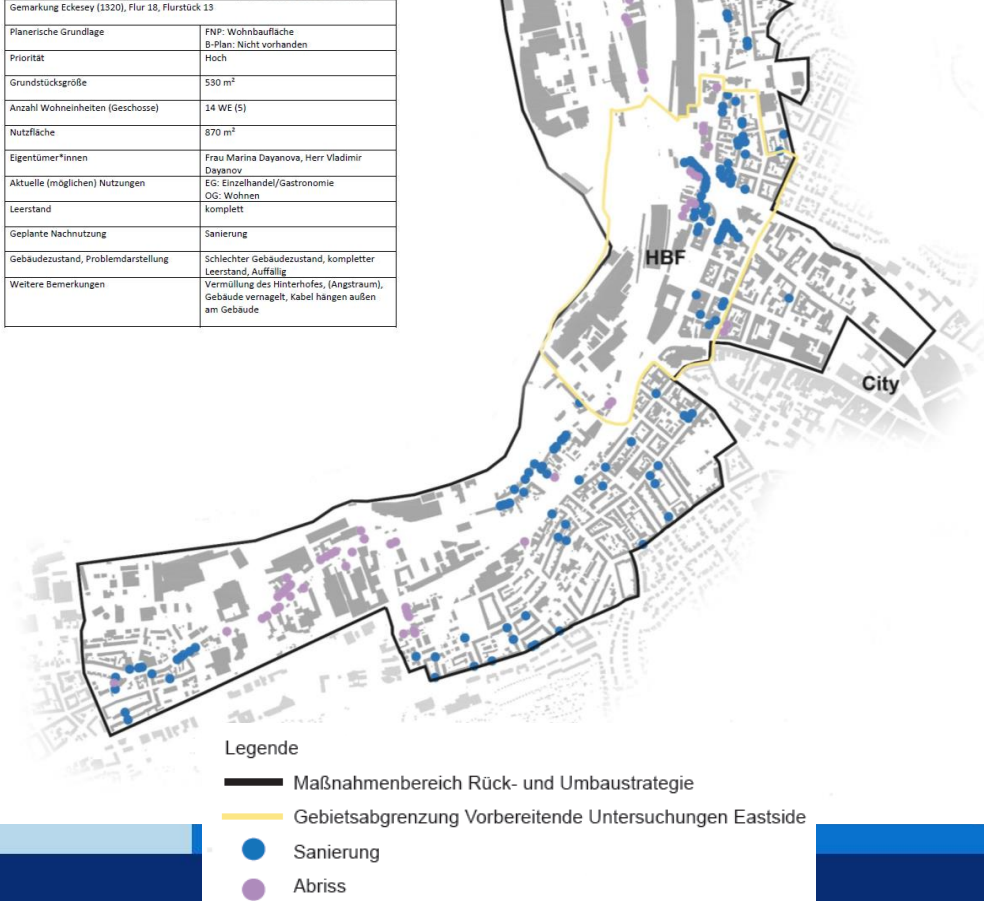 Gemarkung Eckesey (1320), Flur 18, Flurstück 13
Planerische Grundlage
FNP: Wohnbaufläche
B-Plan: Nicht vorhanden
Priorität
Hoch
Grundstücksgröße
530 m²
Anzahl Wohneinheiten (Geschosse)
14 WE (5)
Nutzfläche
870 m²
Eigentümer*innen
Frau Marina Dayanova, Herr Vladimir
Dayanov
Aktuelle (möglichen) Nutzungen
EG: Einzelhandel/Gastronomie
OG: Wohnen
Leerstand
komplett
Geplante Nachnutzung
Sanierung
Gebäudezustand, Problemdarstellung
Schlechter Gebäudezustand, kompletter
Leerstand, Auffällig
Weitere Bemerkungen
Vermüllung des Hinterhofes, (Angstraum),
Gebäude vernagelt, Kabel hängen außen
am Gebäude
HBF
City
Legende
Maßnahmenbereich Rück- und Umbaustrategie
Gebietsabgrenzung Vorbereitende Untersuchungen Eastside
Sanierung
Abriss